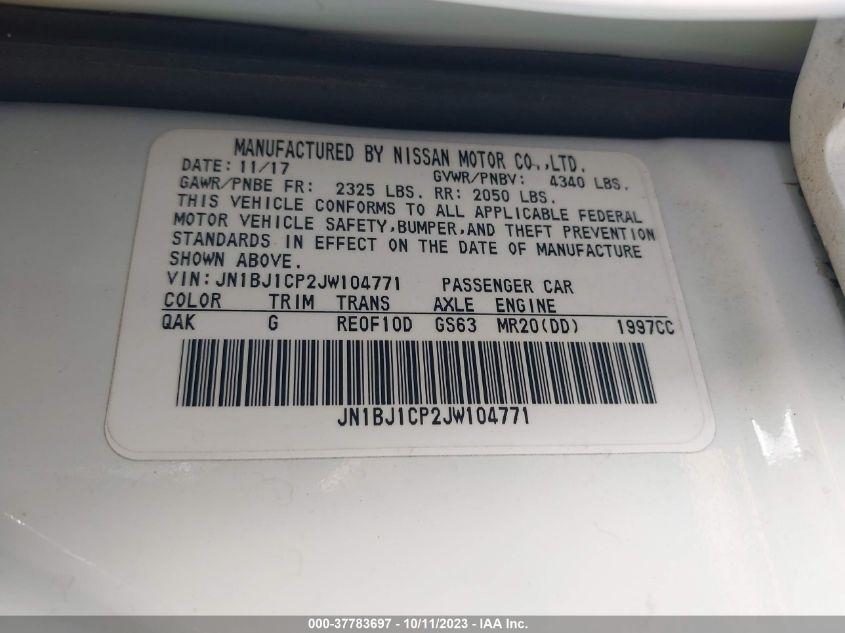 MANUFACTURED BY NISSAN MOTOR CO.,LTD.
DATE: 11/17 GVWR/PNBV: 4340 LBS.
GAWR/PNBE FR: 2325 LBS. RR: 2050 LBS.
THIS VEHICLE CONFORMS TO ALL APPLICABLE FEDERAL
MOTOR VEHICLE SAFETY,BUMPER,AND THEFT PREVENTION
STANDARDS IN EFFECT ON THE DATE OF MANUFACTURE
SHOWN ABOVE.
VIN:JN1BJ1CP2JW104771 PASSENGER CAR
COLOR TRIM TRANS AXLE ENGINE
QAK G RE0F10D GS63 MR20(DD) 1997CC
JN1BJ1CP2JW104771
000-37783697 - 10/11/2023 - IAA Inc.